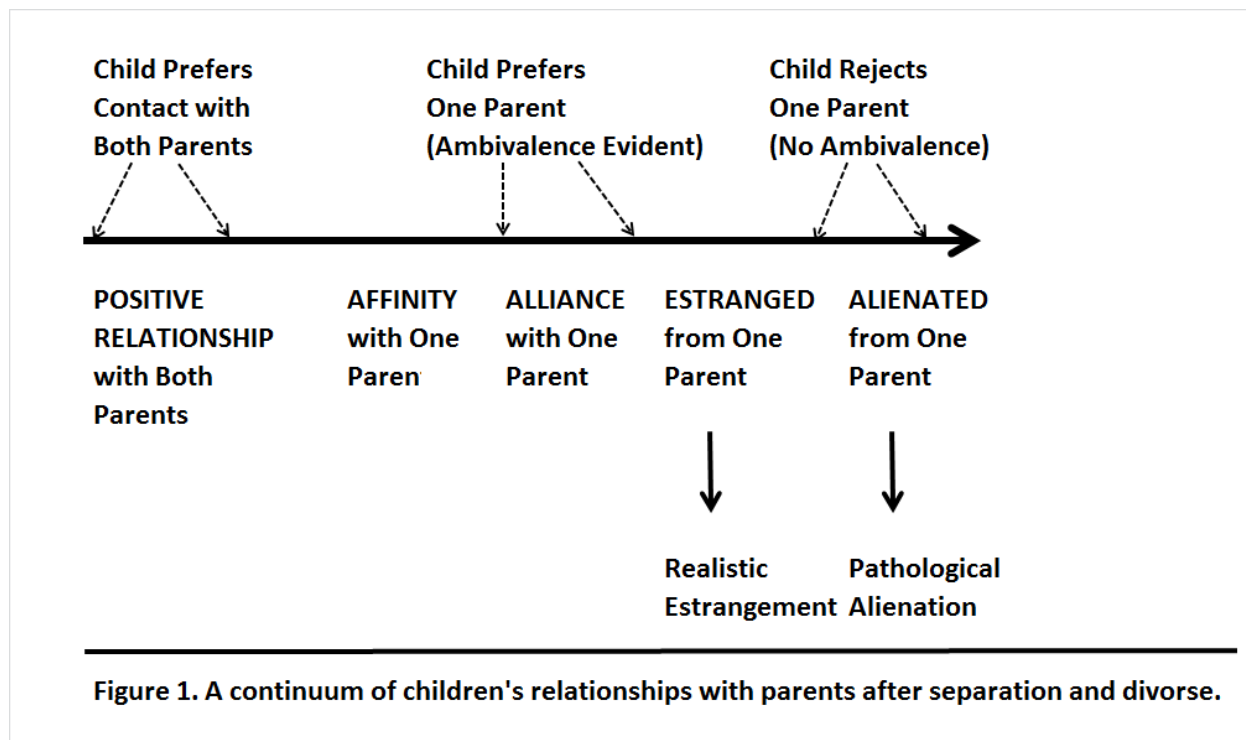 Child Prefers
Contact with
Both Parents
Child Prefers
One Parent
(Ambivalence Evident)
Child Rejects
One Parent
(No Ambivalence)
POSITIVE
RELATIONSHIP
with Both
Parents
AFFINITY
with One
Paren
ALLIANCE
with One
Parent
ESTRANGED
from One
Parent
ALIENATED
from One
Parent
Realistic
Estrangement
Pathological
Alienation
Figure 1. A continuum of children's relationships with parents after separation and divorse.